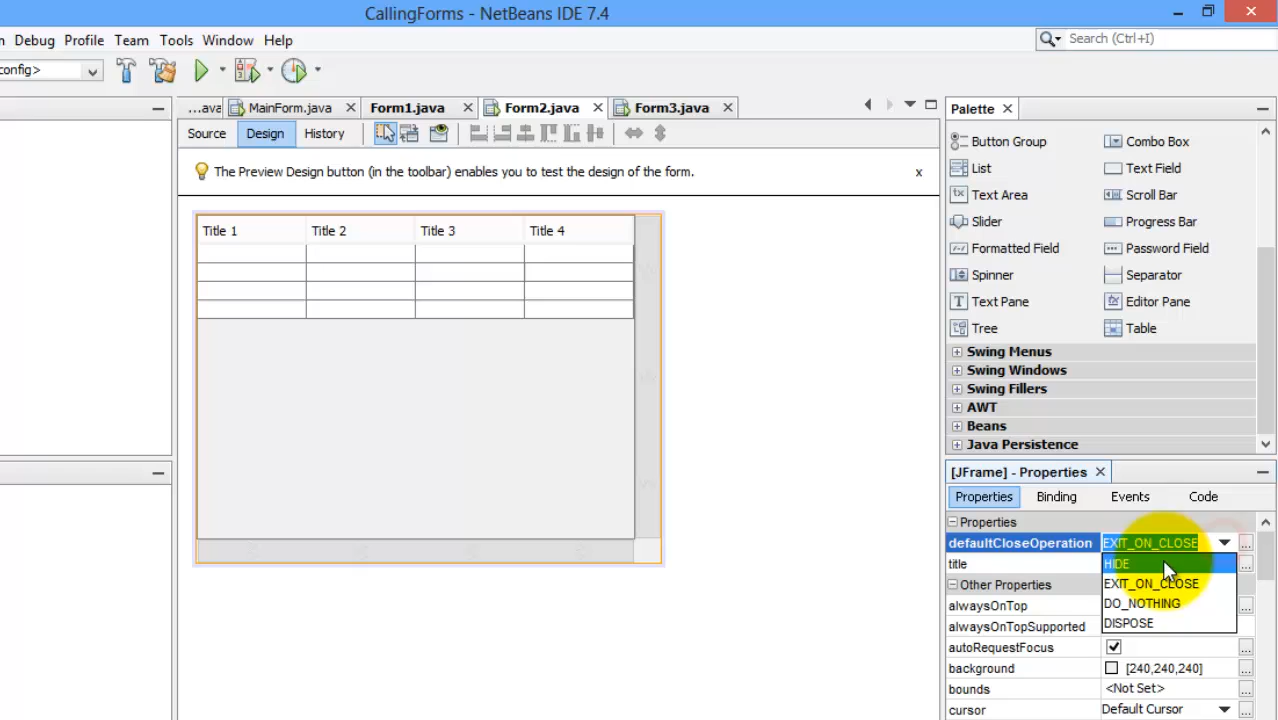 CallingForms - NetBeans IDE 7.4
Debug Profile Team Tools Window Help
Search (Ctrl+I)
config>
...ava MainForm.java Form1.java Form2.java Form3.java
Source Design History
The Preview Design button (in the toolbar) enables you to test the design of the form. x
Title 1 Title 2 Title 3 Title 4
Palette
Button Group Combo Box
List Text Field
Text Area Scroll Bar
Slider Progress Bar
Formatted Field Password Field
Spinner Separator
Text Pane Editor Pane
Tree Table
Swing Menus
Swing Windows
Swing Fillers
AWT
Beans
Java Persistence
[JFrame] - Properties
Properties Binding Events Code
Properties
defaultCloseOperation EXIT_ON_CLOSE ...
title HIDE ...
EXIT_ON_CLOSE
Other Properties
DO_NOTHING
alwaysOnTop ...
DISPOSE
alwaysOnTopSupported
autoRequestFocus ...
background [240,240,240] ...
bounds <Not Set> ...
cursor Default Cursor ...